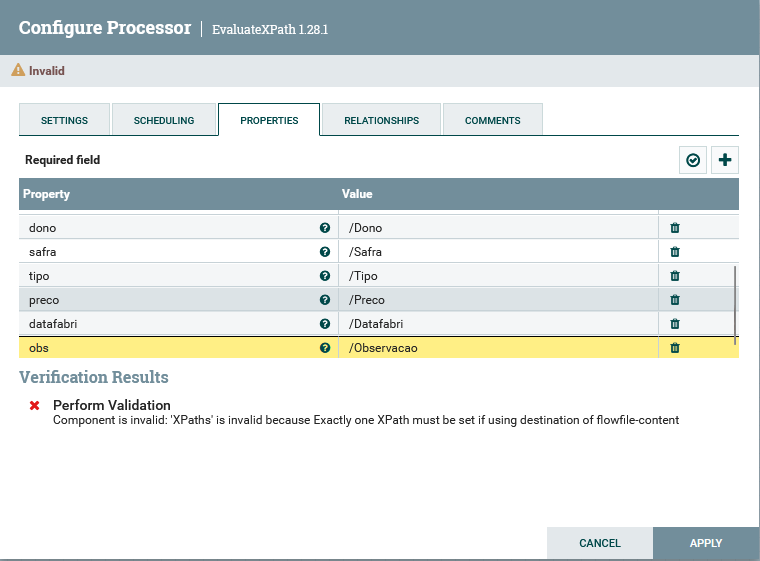 Configure Processor | EvaluateXPath 1.28.1
Invalid
SETTINGS SCHEDULING PROPERTIES RELATIONSHIPS COMMENTS
Required field
Property Value
dono /Dono
safra /Safra
tipo /Tipo
preco /Preco
datafabri /Datafabri
obs /Observacao
Verification Results
Perform Validation
Component is invalid: 'XPaths' is invalid because Exactly one XPath must be set if using destination of flowfile-content
CANCEL APPLY